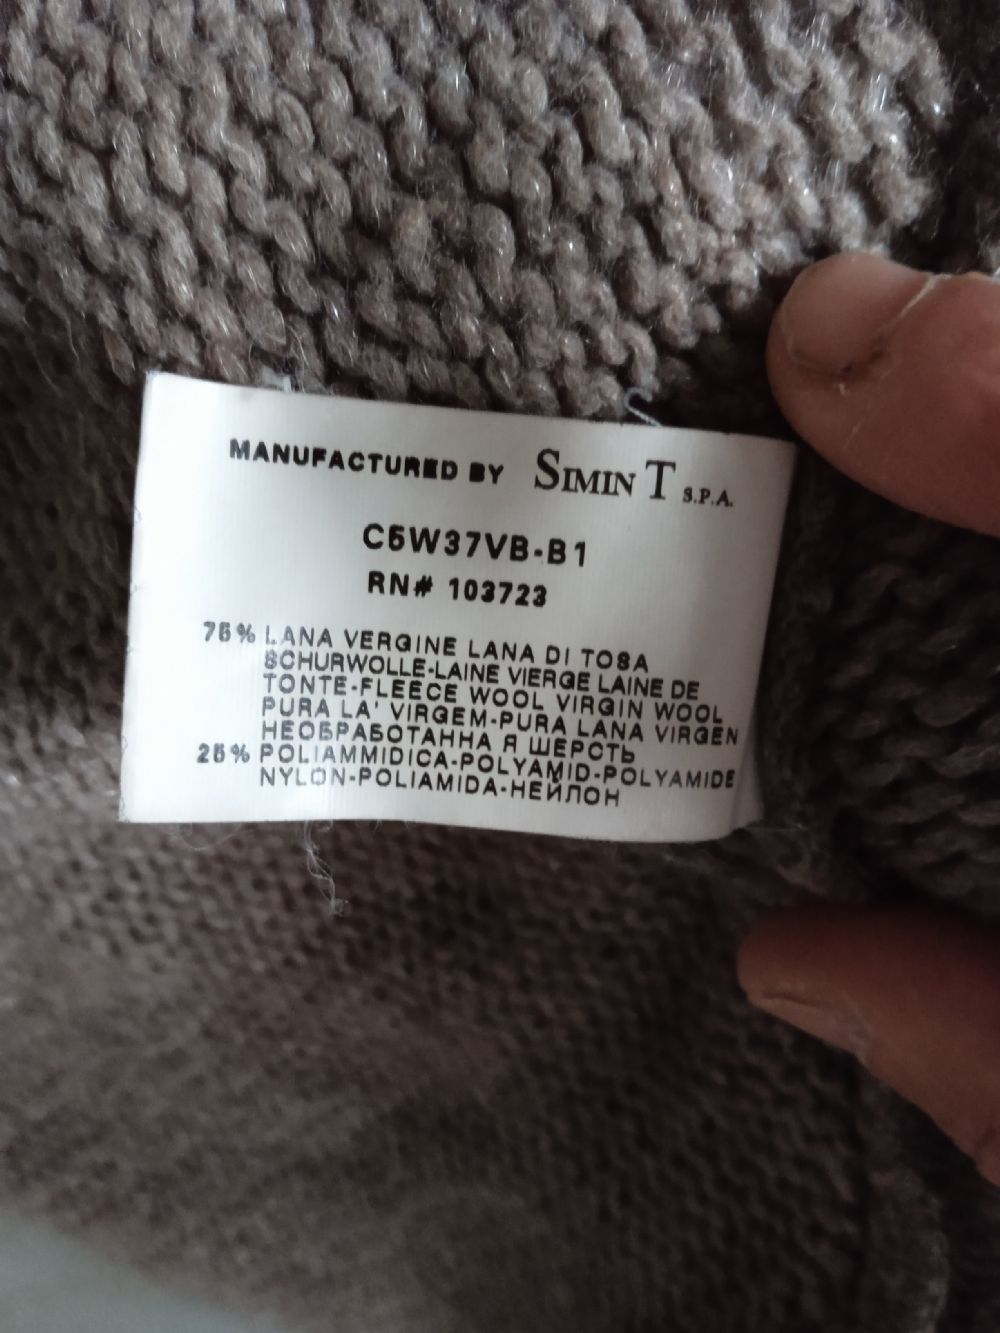 MANUFACTURED BY SIMIN T S.P.A.
C5W37VB-B1
RN# 103723
75% LANA VERGINE LANA DI TOSA
SCHURWOLLE-LAINE VIERGE LAINE DE
TONTE-FLEECE WOOL VIRGIN WOOL
PURA LA' VIRGEM-PURA LANA VIRGEN
НЕОБРАБОТАННА Я ШЕРСТЬ
25% POLIAMMIDICA-POLYAMID-POLYAMIDE
NYLON-POLIAMIDA-НЕЙЛОН